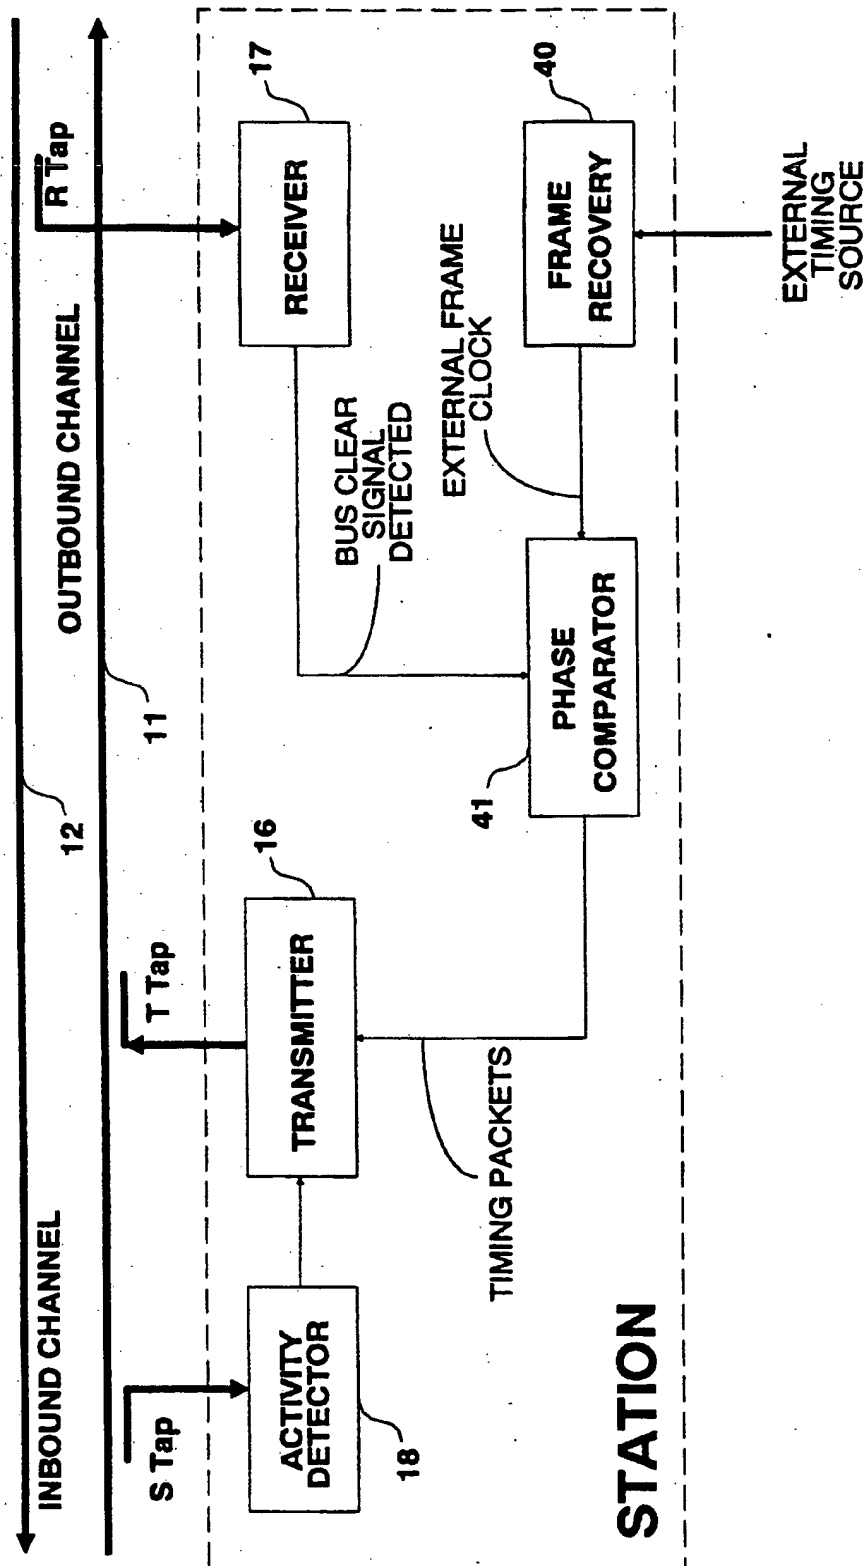 INBOUND CHANNEL
12
OUTBOUND CHANNEL
11
S Tap
T Tap
R Tap
ACTIVITY
DETECTOR
18
TRANSMITTER
16
RECEIVER
17
BUS CLEAR
SIGNAL
DETECTED
EXTERNAL FRAME
CLOCK
TIMING PACKETS
41
PHASE
COMPARATOR
FRAME
RECOVERY
40
STATION
EXTERNAL
TIMING
SOURCE